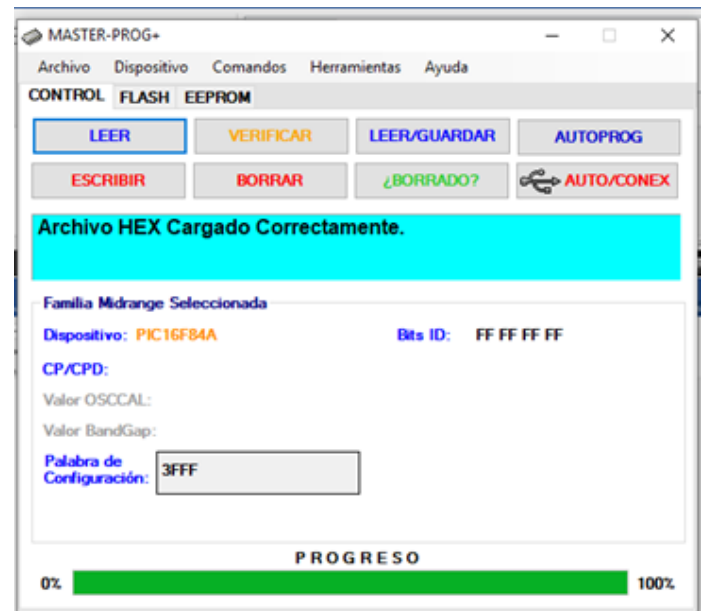 MASTER-PROG+
Archivo Dispositivo Comandos Herramientas Ayuda
CONTROL FLASH EEPROM
LEER VERIFICAR LEER/GUARDAR AUTOPROG
ESCRIBIR BORRAR ¿BORRADO? AUTO/CONEX
Archivo HEX Cargado Correctamente.
Familia Midrange Seleccionada
Dispositivo: PIC16F84A Bits ID: FF FF FF FF
CP/CPD:
Valor OSCCAL:
Valor BandGap:
Palabra de
Configuración: 3FFF
PROGRESO
0% 100%